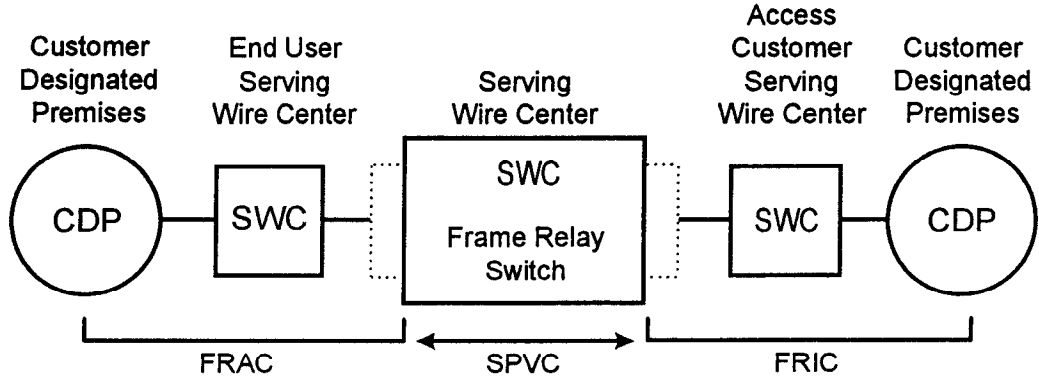 Customer
Designated
Premises
End User
Serving
Wire Center
Serving
Wire Center
Access
Customer
Serving
Wire Center
Customer
Designated
Premises
CDP
SWC
SWC
Frame Relay
Switch
SWC
CDP
FRAC
SPVC
FRIC